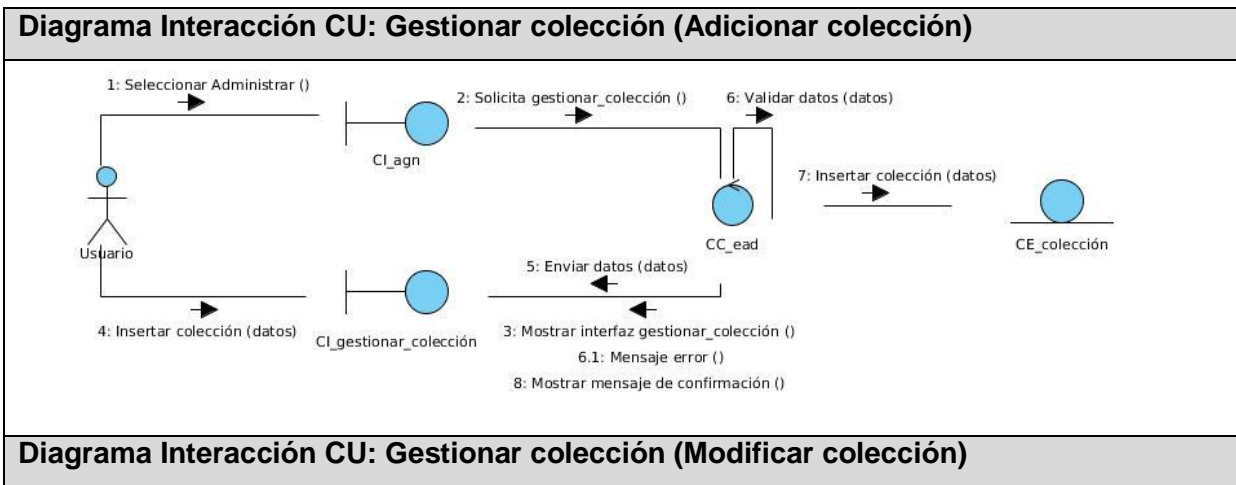 Diagrama Interacción CU: Gestionar colección (Adicionar colección)
1: Seleccionar Administrar ()
2: Solicita gestionar_colección ()
6: Validar datos (datos)
CI_agn
7: Insertar colección (datos)
Usuario
CC_ead
CE_colección
5: Enviar datos (datos)
4: Insertar colección (datos)
CI_gestionar_colección
3: Mostrar interfaz gestionar_colección ()
6.1: Mensaje error ()
8: Mostrar mensaje de confirmación ()
Diagrama Interacción CU: Gestionar colección (Modificar colección)